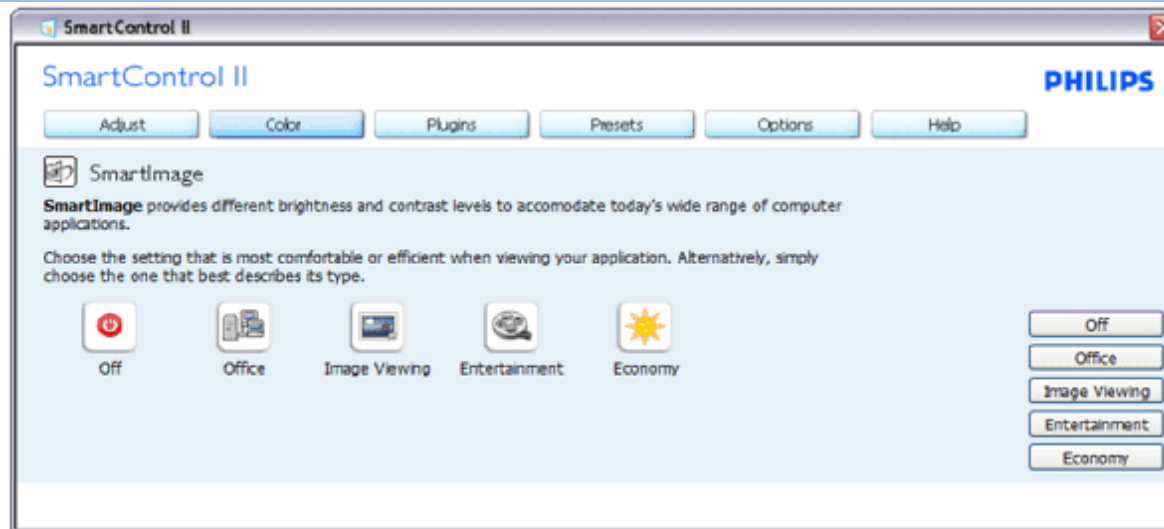 SmartControl II
SmartControl II
PHILIPS
Adjust Color Plugins Presets Options Help
SmartImage
SmartImage provides different brightness and contrast levels to accomodate today's wide range of computer
applications.
Choose the setting that is most comfortable or efficient when viewing your application. Alternatively, simply
choose the one that best describes its type.
Off Office Image Viewing Entertainment Economy
Off
Office
Image Viewing
Entertainment
Economy